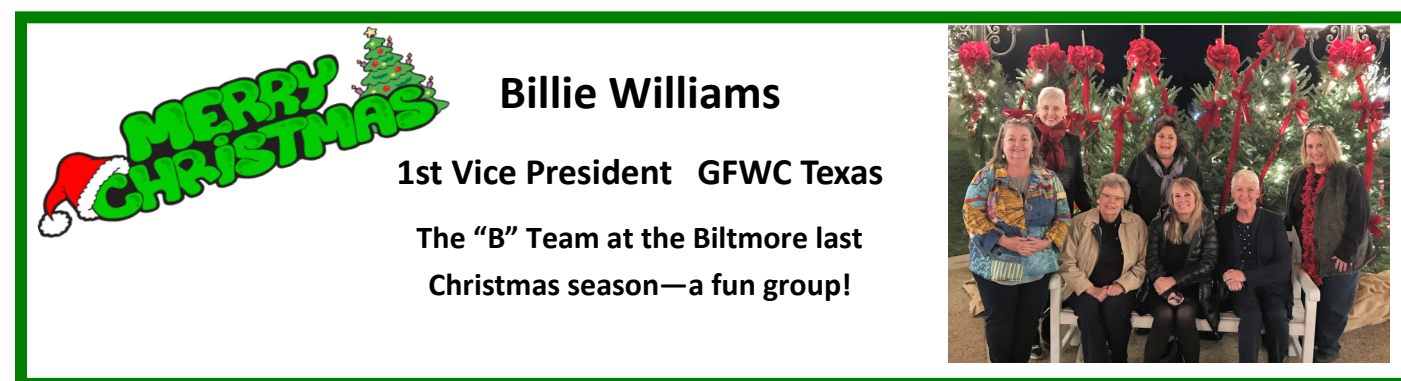 MERRY
CHRISTMAS
Billie Williams
1st Vice President GFWC Texas
The “B” Team at the Biltmore last
Christmas season—a fun group!